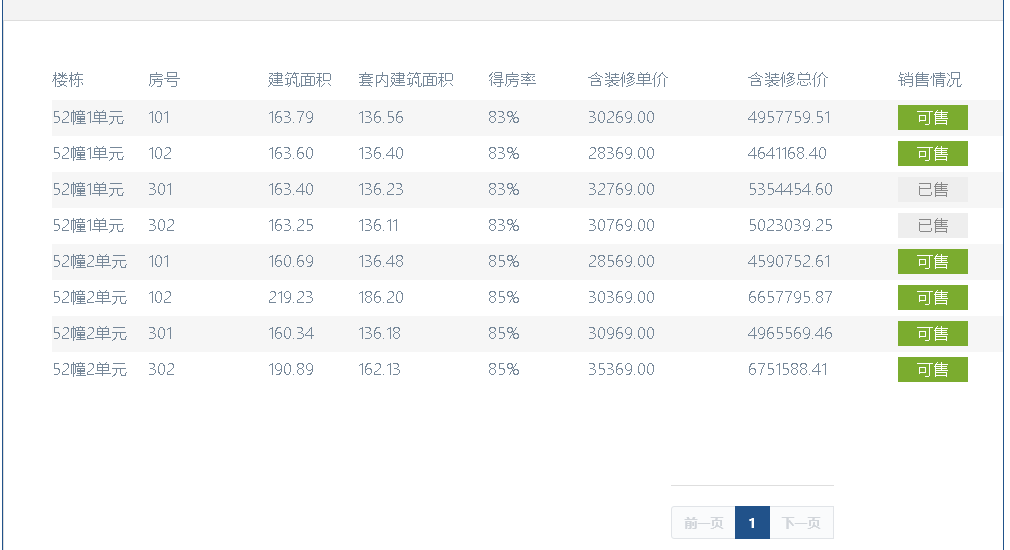 楼栋 房号 建筑面积 套内建筑面积 得房率 含装修单价 含装修总价 销售情况
52幢1单元 101 163.79 136.56 83% 30269.00 4957759.51 可售
52幢1单元 102 163.60 136.40 83% 28369.00 4641168.40 可售
52幢1单元 301 163.40 136.23 83% 32769.00 5354454.60 已售
52幢1单元 302 163.25 136.11 83% 30769.00 5023039.25 已售
52幢2单元 101 160.69 136.48 85% 28569.00 4590752.61 可售
52幢2单元 102 219.23 186.20 85% 30369.00 6657795.87 可售
52幢2单元 301 160.34 136.18 85% 30969.00 4965569.46 可售
52幢2单元 302 190.89 162.13 85% 35369.00 6751588.41 可售
前一页 1 下一页